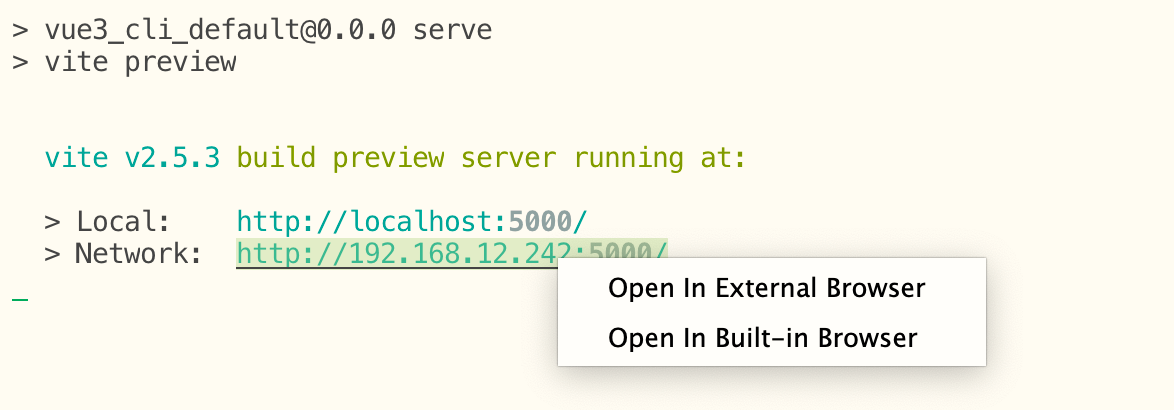 > vue3_cli_default@0.0.0 serve
> vite preview
vite v2.5.3 build preview server running at:
> Local: http://localhost:5000/
> Network: http://192.168.12.242:5000/
Open In External Browser
Open In Built-in Browser